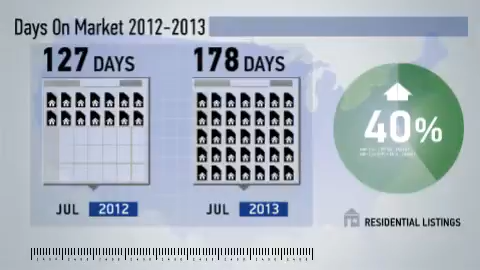 Days On Market 2012-2013
127 DAYS
178 DAYS
40%
JUL 2012
JUL 2013
RESIDENTIAL LISTINGS